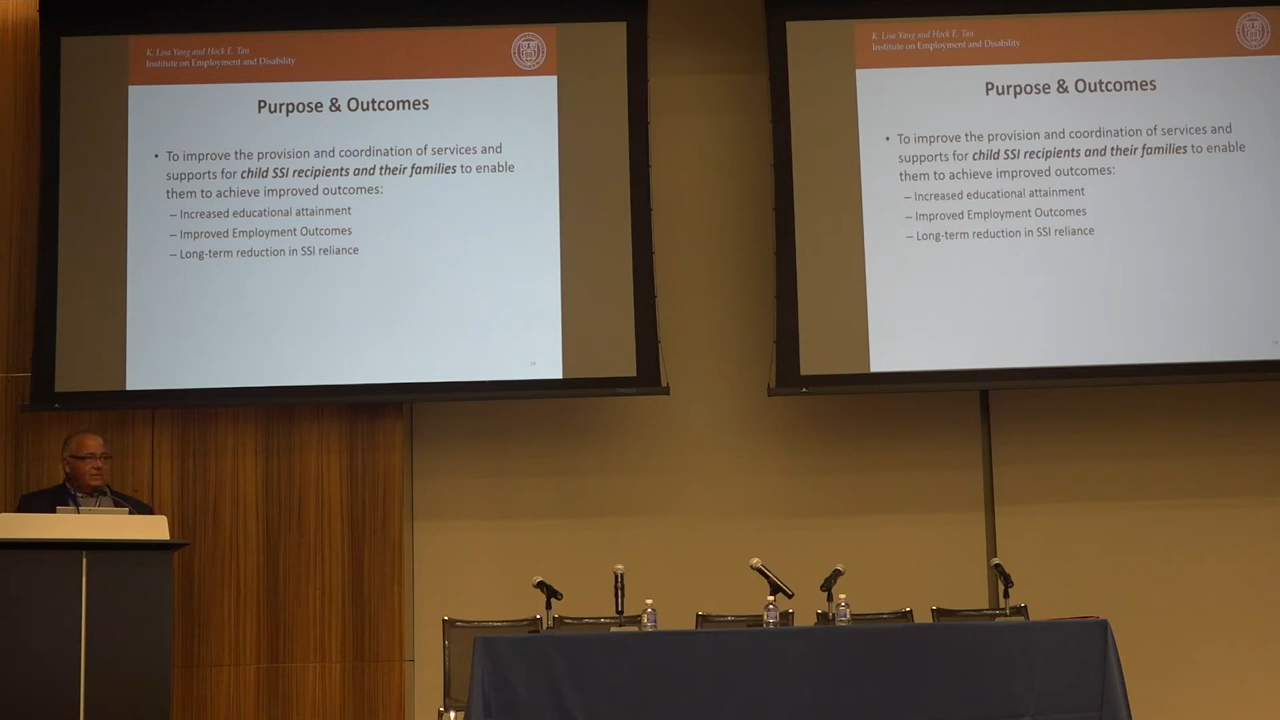 K. Lisa Yang and Hock E. Tan
Institute on Employment and Disability
Purpose & Outcomes
• To improve the provision and coordination of services and
supports for child SSI recipients and their families to enable
them to achieve improved outcomes:
– Increased educational attainment
– Improved Employment Outcomes
– Long-term reduction in SSI reliance
K. Lisa Yang and Hock E. Tan
Institute on Employment and Disability
Purpose & Outcomes
• To improve the provision and coordination of services and
supports for child SSI recipients and their families to enable
them to achieve improved outcomes:
– Increased educational attainment
– Improved Employment Outcomes
– Long-term reduction in SSI reliance